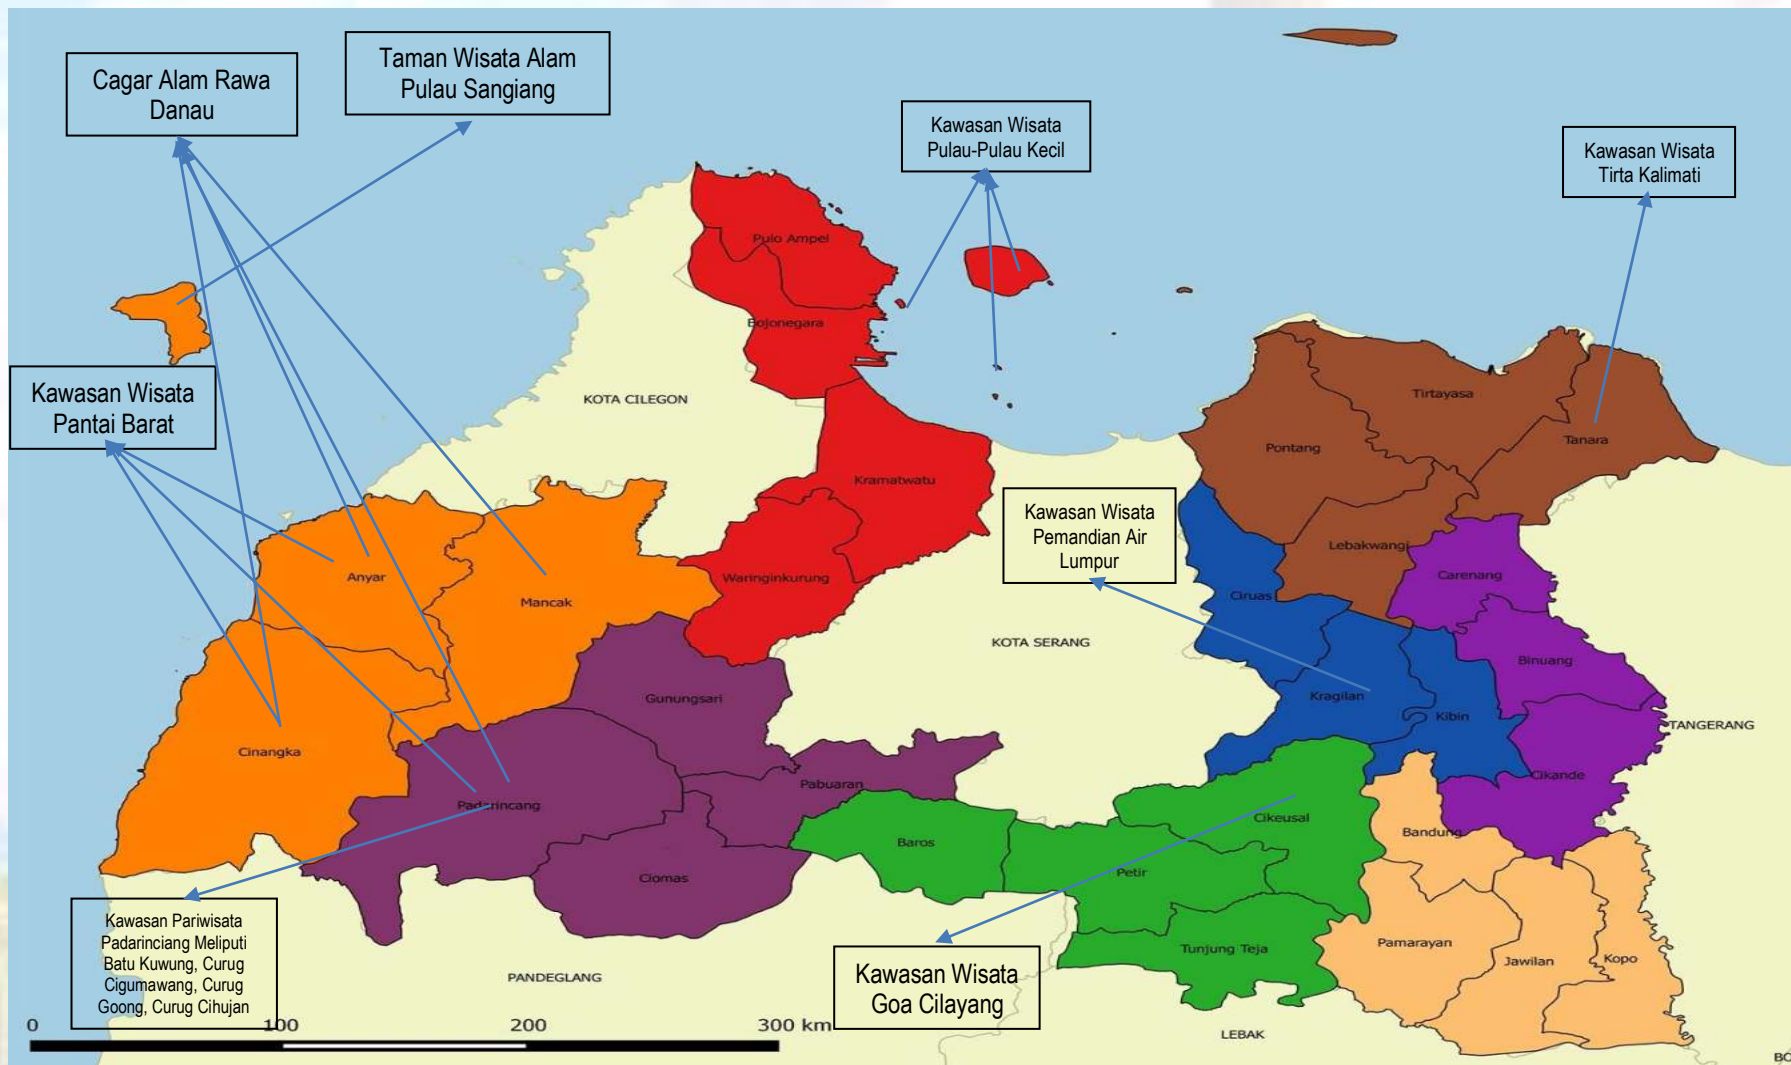 Cagar Alam Rawa
Danau
Taman Wisata Alam
Pulau Sangiang
Kawasan Wisata
Pulau-Pulau Kecil
Kawasan Wisata
Tirta Kalimati
Pulo Ampel
Bojonegara
KOTA CILEGON
Kawasan Wisata
Pantai Barat
Tirtayasa
Tanara
Pontang
Kramatwatu
Kawasan Wisata
Pemandian Air
Lumpur
Lebakwangi
Anyar
Mancak
Waringinkurung
Ciruas
Carenang
KOTA SERANG
Binuang
Gunungsari
Kragilan
Kibin
TANGERANG
Cinangka
Padarincang
Pabuaran
Cikande
Cikeusal
Bandung
Baros
Petir
Ciomas
Kawasan Pariwisata
Padarinciang Meliputi
Batu Kuwung, Curug
Cigumawang, Curug
Goong, Curug Cihujan
PANDEGLANG
Kawasan Wisata
Goa Cilayang
Tunjung Teja
Pamarayan
Jawilan
Kopo
LEBAK
0 100 200 300 km
BO